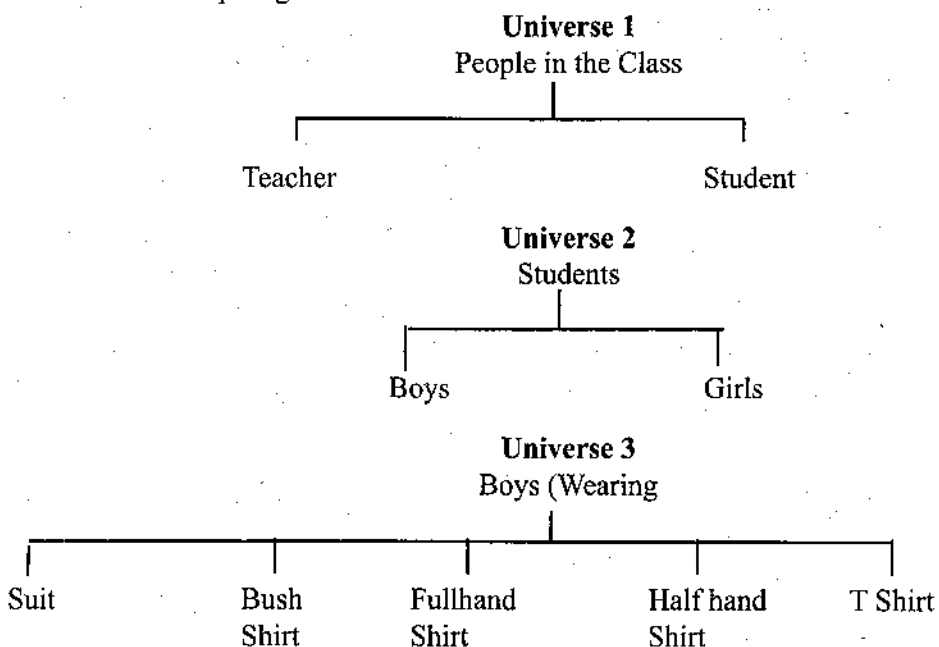 Universe 1
People in the Class
Teacher Student
Universe 2
Students
Boys Girls
Universe 3
Boys (Wearing
Suit Bush Fullhand Half hand T Shirt
Shirt Shirt Shirt